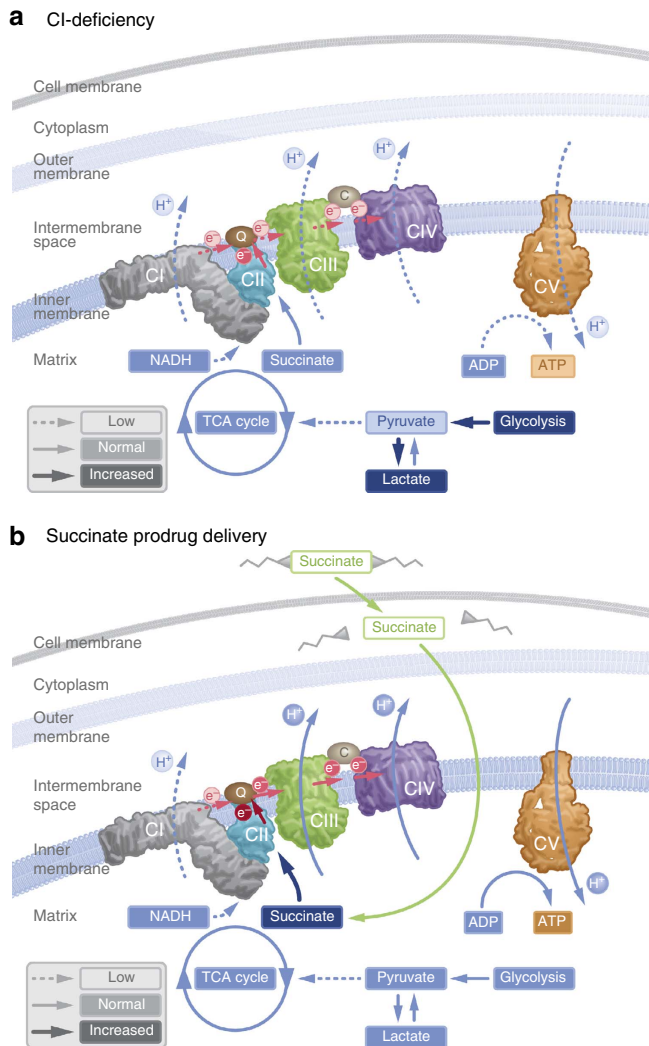 a CI-deficiency
Cell membrane
Cytoplasm
Outer
membrane
H⁺
H⁺
H⁺
C
e⁻
e⁻
Intermembrane
space
e⁻
Q
e⁻
e⁻
CI
CII
CIII
CIV
CV
Inner
membrane
H⁺
Matrix
NADH
Succinate
ADP
ATP
Low
Normal
Increased
TCA cycle
Pyruvate
Glycolysis
Lactate
b Succinate prodrug delivery
Succinate
Succinate
Cell membrane
Cytoplasm
Outer
membrane
H⁺
H⁺
H⁺
C
e⁻
e⁻
Intermembrane
space
e⁻
Q
e⁻
e⁻
CI
CII
CIII
CIV
CV
Inner
membrane
H⁺
Matrix
NADH
Succinate
ADP
ATP
Low
Normal
Increased
TCA cycle
Pyruvate
Glycolysis
Lactate